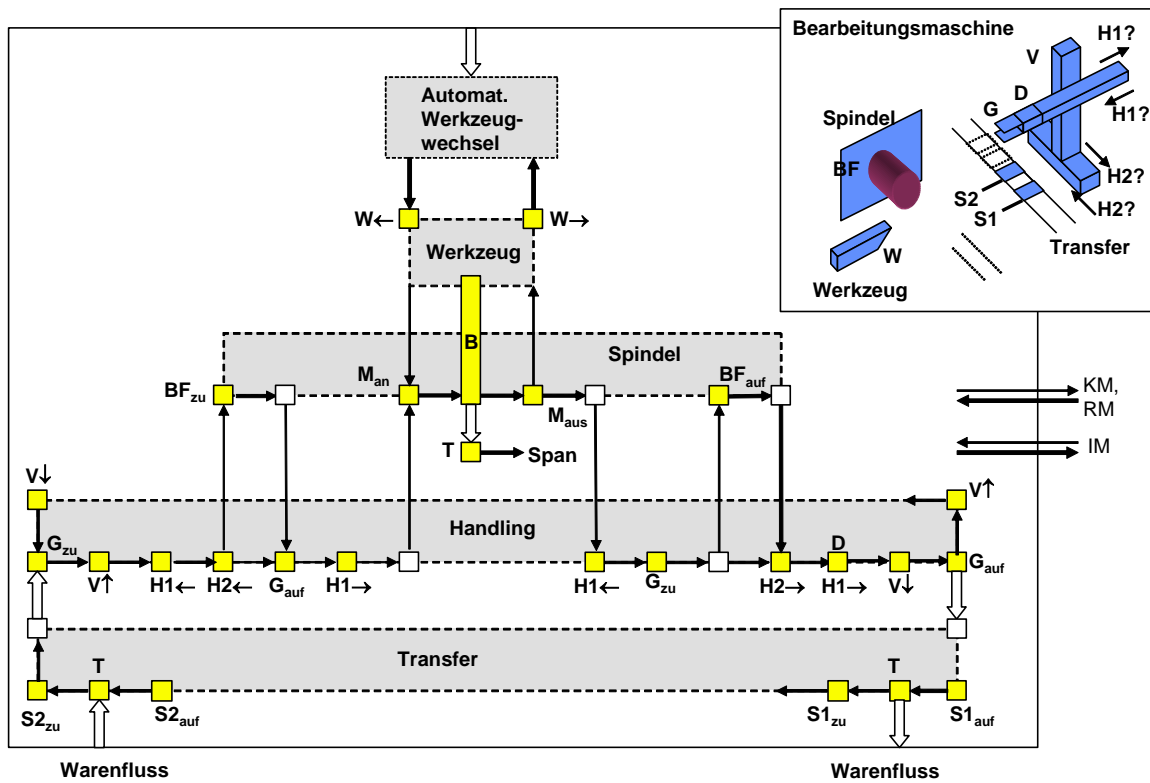 Bearbeitungsmaschine
H1?
V
D
G
H1?
Spindel
BF
H2?
S2
H2?
S1
Transfer
W
Werkzeug
Automat.
Werkzeug-
wechsel
W←
W→
Werkzeug
B
Spindel
BFzu
Man
BFauf
Maus
KM,
RM
T
Span
IM
V↓
V↑
Handling
Gzu
D
V↑
H1←
H2←
Gauf
H1→
H1←
Gzu
H2→
H1→
V↓
Gauf
Transfer
T
T
S2zu
S2auf
S1zu
S1auf
Warenfluss
Warenfluss